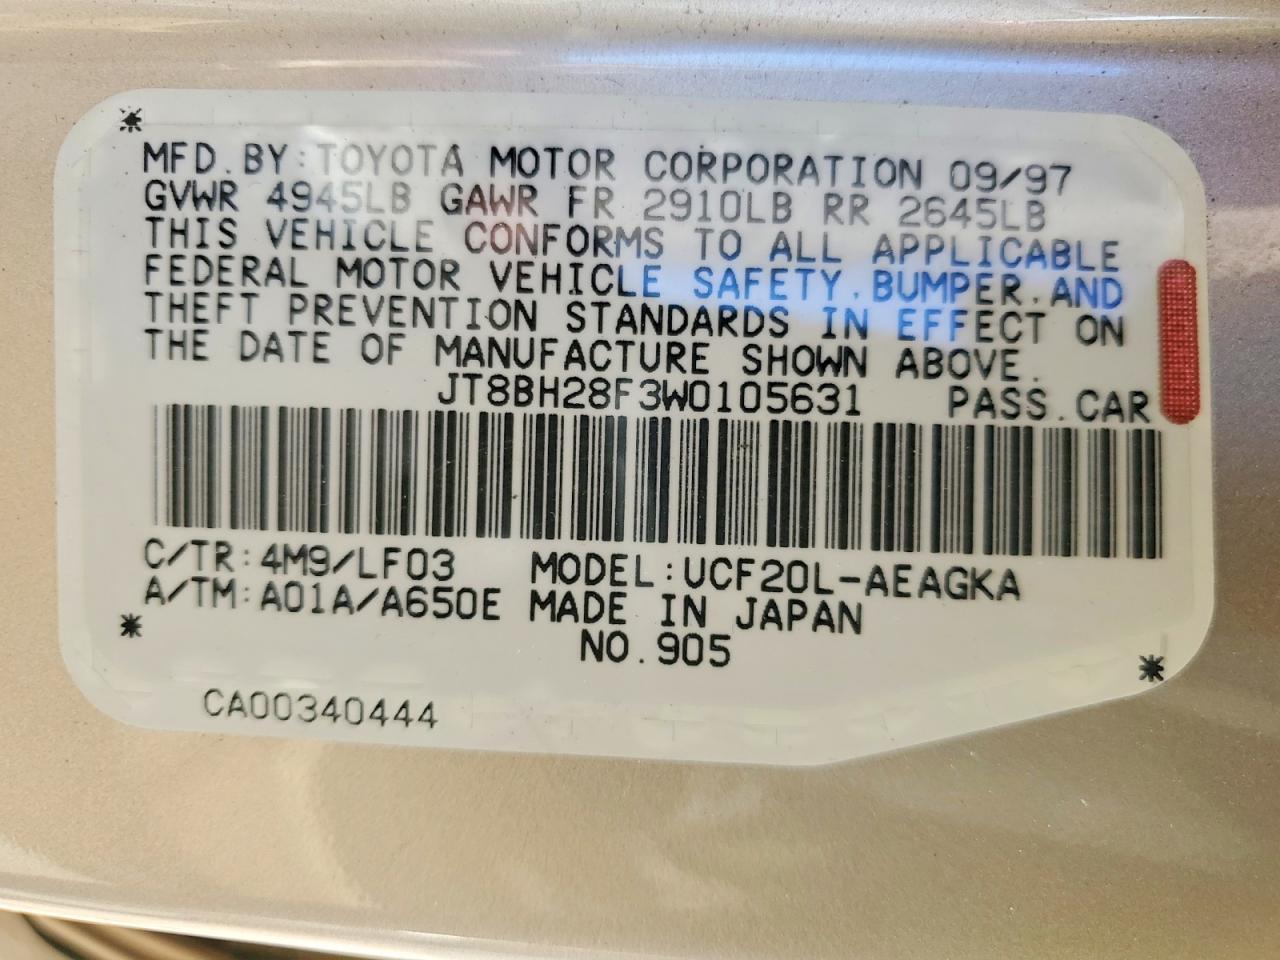 MFD.BY:TOYOTA MOTOR CORPORATION 09/97
GVWR 4945LB GAWR FR 2910LB RR 2645LB
THIS VEHICLE CONFORMS TO ALL APPLICABLE
FEDERAL MOTOR VEHICLE SAFETY,BUMPER,AND
THEFT PREVENTION STANDARDS IN EFFECT ON
THE DATE OF MANUFACTURE SHOWN ABOVE.
JT8BH28F3W0105631 PASS.CAR
C/TR:4M9/LF03 MODEL:UCF20L-AEAGKA
A/TM:A01A/A650E MADE IN JAPAN
NO.905
CA00340444